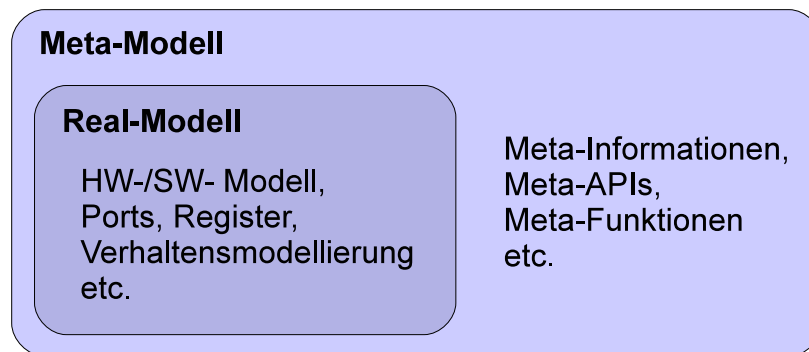 Meta-Modell
Real-Modell
HW-/SW- Modell,
Ports, Register,
Verhaltensmodellierung
etc.
Meta-Informationen,
Meta-APIs,
Meta-Funktionen
etc.